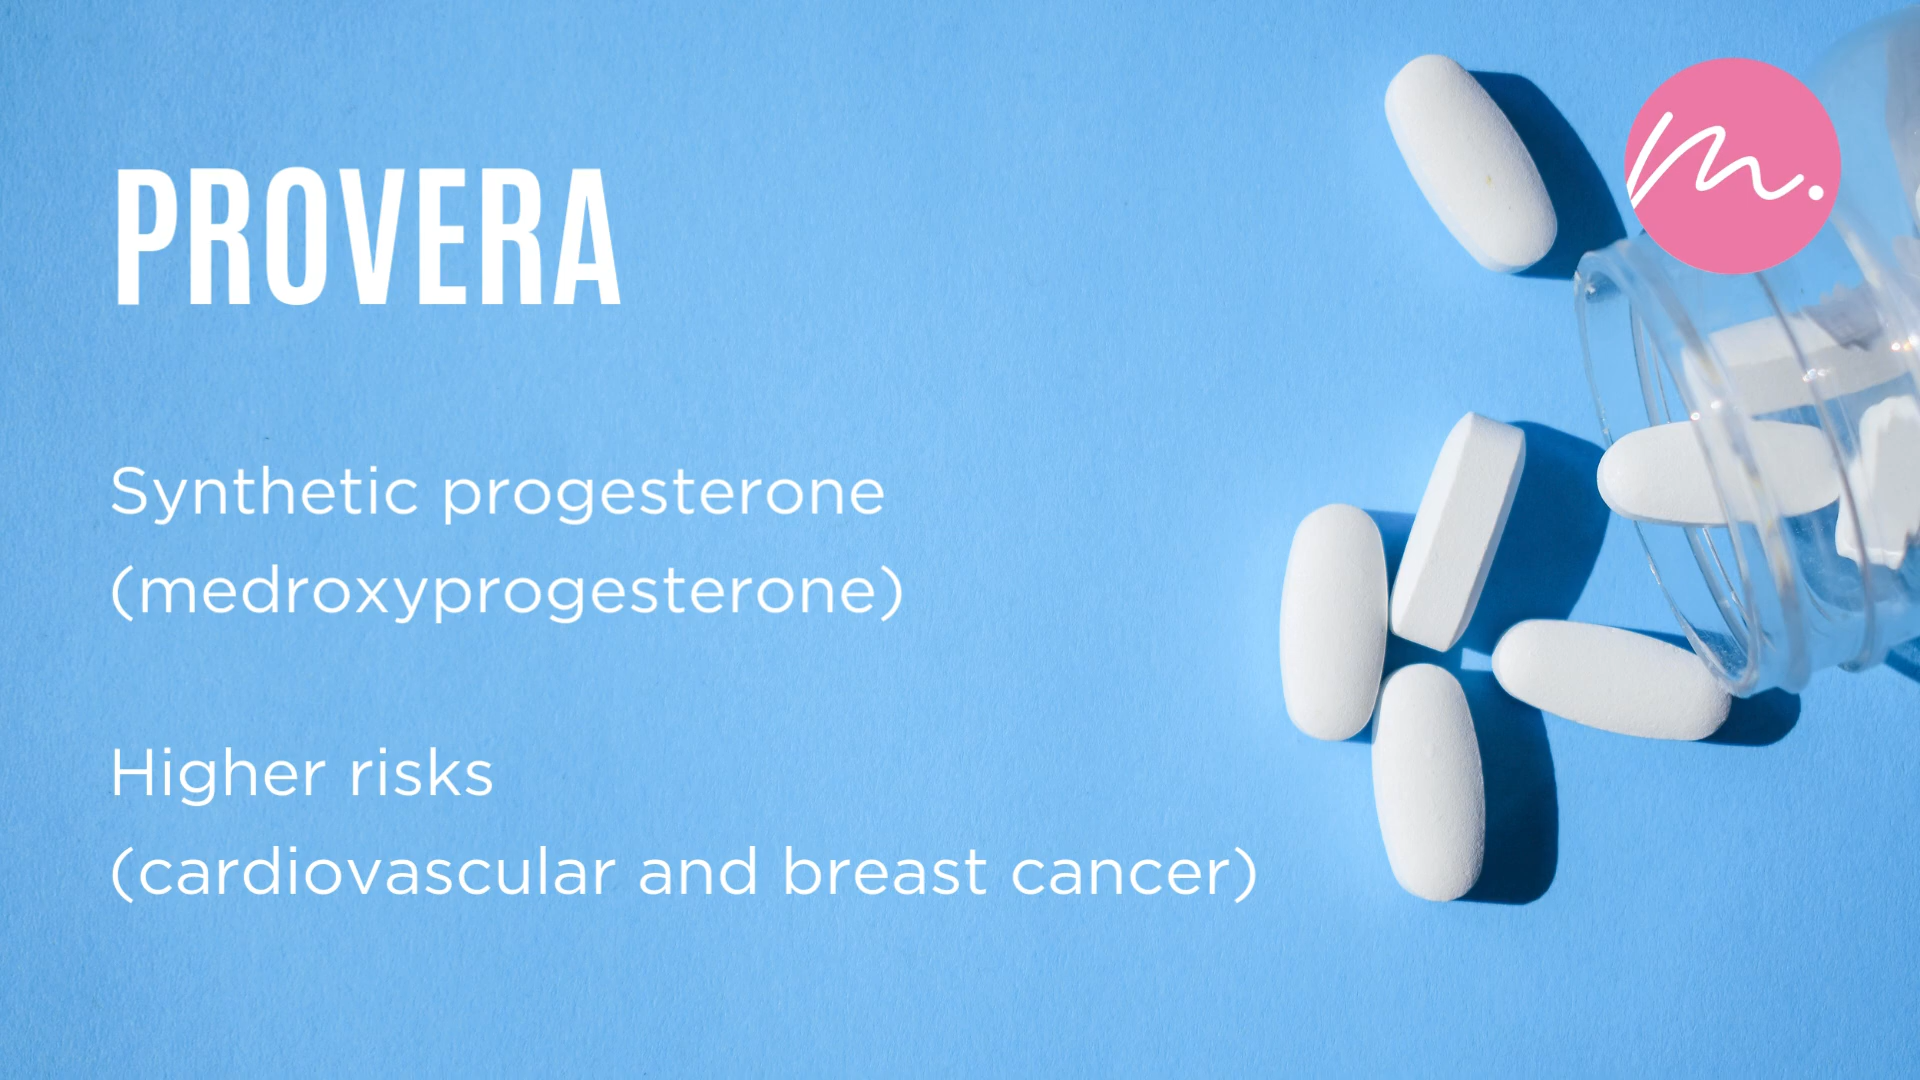 PROVERA
m.
Synthetic progesterone
(medroxyprogesterone)
Higher risks
(cardiovascular and breast cancer)